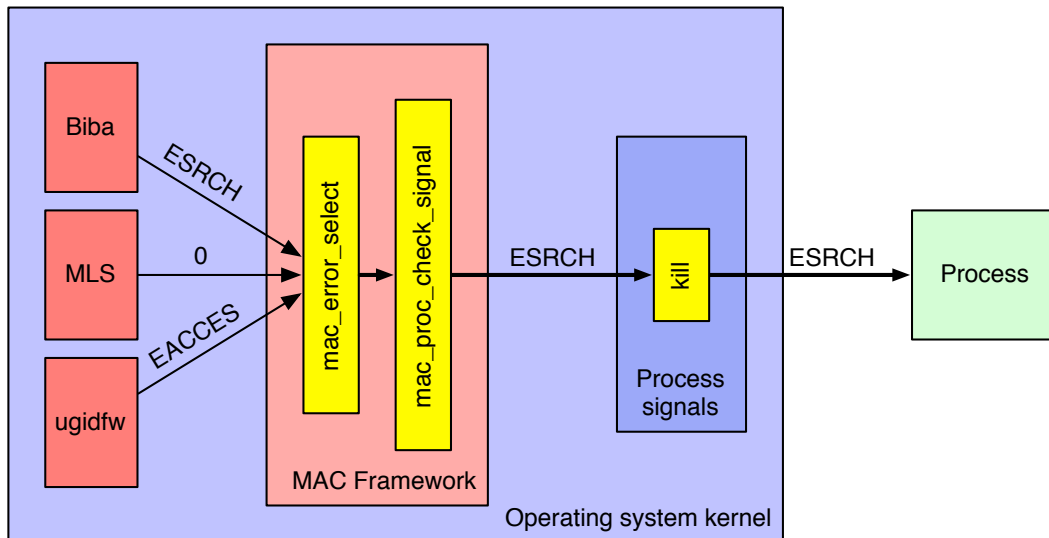 Biba
MLS
ugidfw
ESRCH
0
EACCES
mac_error_select
mac_proc_check_signal
MAC Framework
ESRCH
kill
Process
signals
ESRCH
Process
Operating system kernel